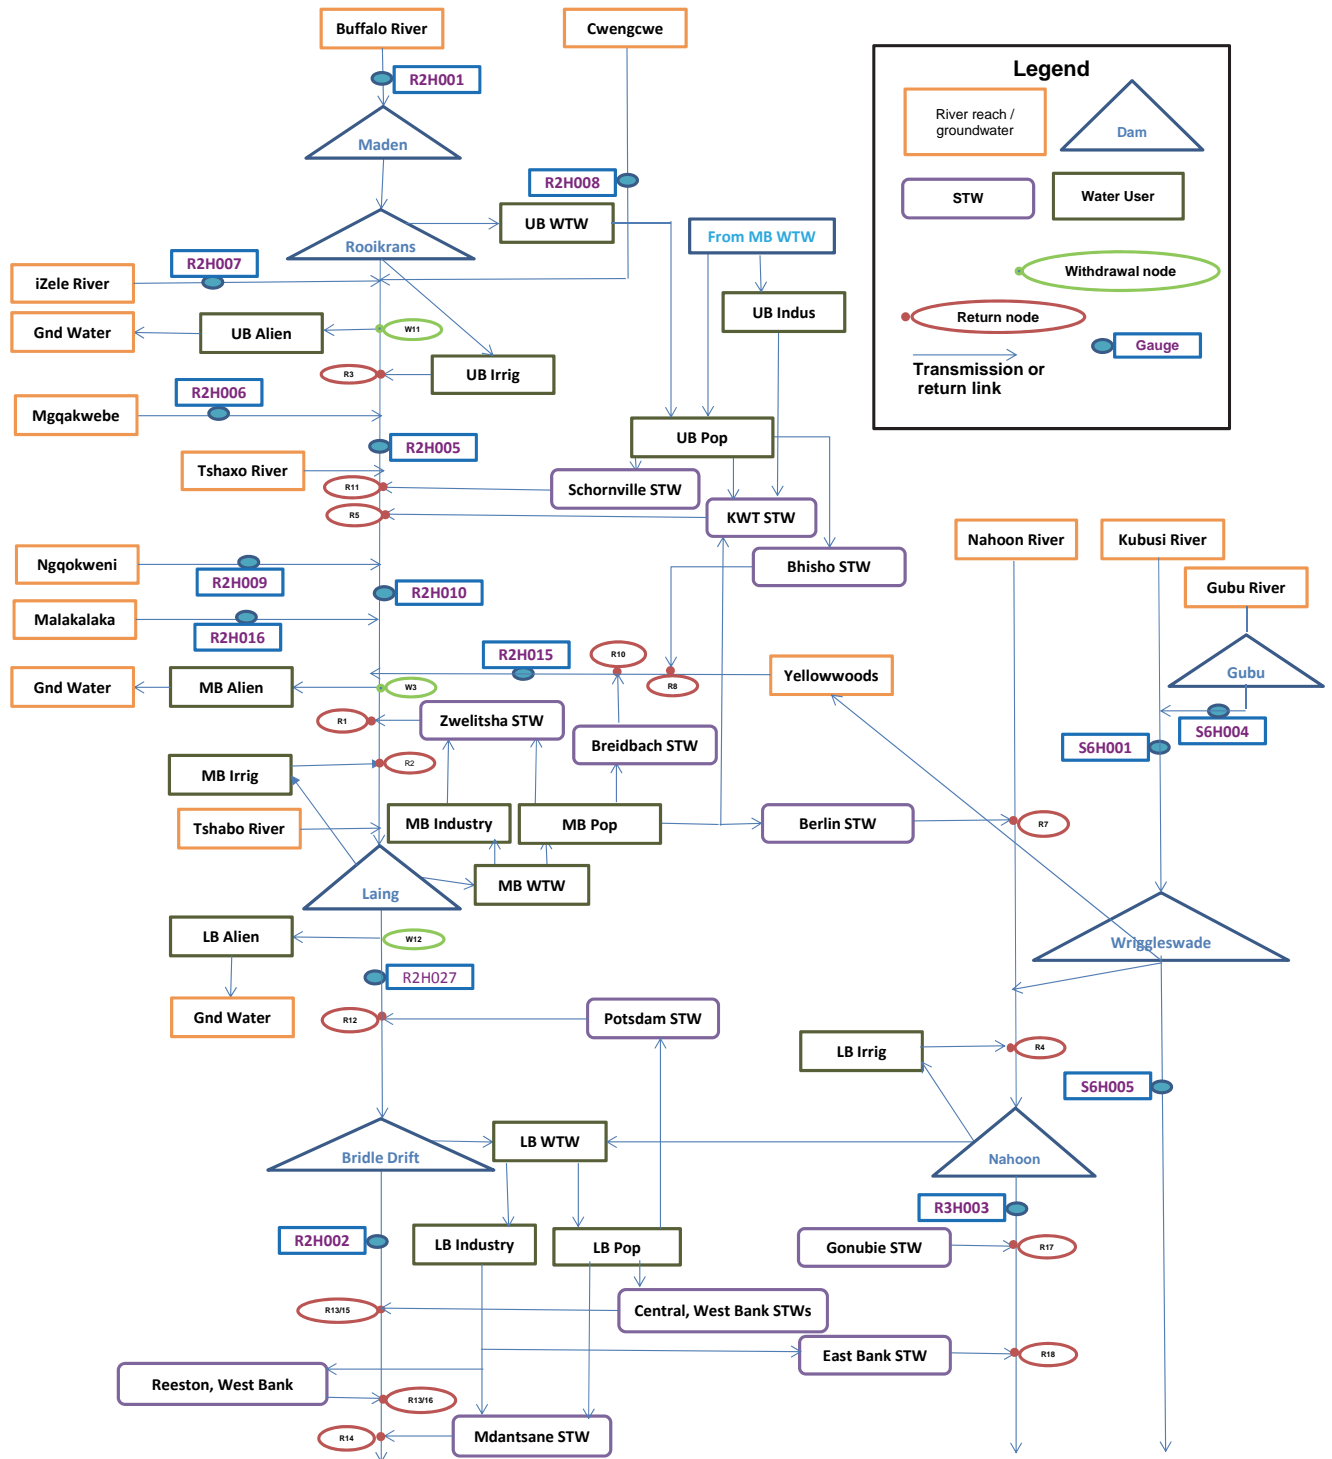 Buffalo River
Cwengcwe
R2H001
Legend
River reach /
groundwater
Dam
Maden
R2H008
STW
Water User
UB WTW
From MB WTW
Rooikrans
R2H007
iZele River
Withdrawal node
UB Indus
Return node
Gnd Water
UB Alien
W11
Gauge
Transmission or
return link
R3
UB Irrig
R2H006
Mgqakwebe
R2H005
UB Pop
Tshaxo River
R11
Schornville STW
R5
KWT STW
Nahoon River
Kubusi River
Ngqokweni
R2H009
Bhisho STW
R2H010
Gubu River
Malakalaka
R2H016
R2H015
R10
R8
Yellowwoods
Gubu
Gnd Water
MB Alien
W3
R1
Zwelitsha STW
S6H004
Breidbach STW
S6H001
MB Irrig
R2
Tshabo River
MB Industry
MB Pop
Berlin STW
R7
Laing
MB WTW
LB Alien
W12
Wriggleswade
R2H027
Gnd Water
R12
Potsdam STW
LB Irrig
R4
S6H005
Bridle Drift
LB WTW
Nahoon
R3H003
R2H002
LB Industry
LB Pop
Gonubie STW
R17
R13/15
Central, West Bank STWs
East Bank STW
R18
Reeston, West Bank
R13/16
R14
Mdantsane STW